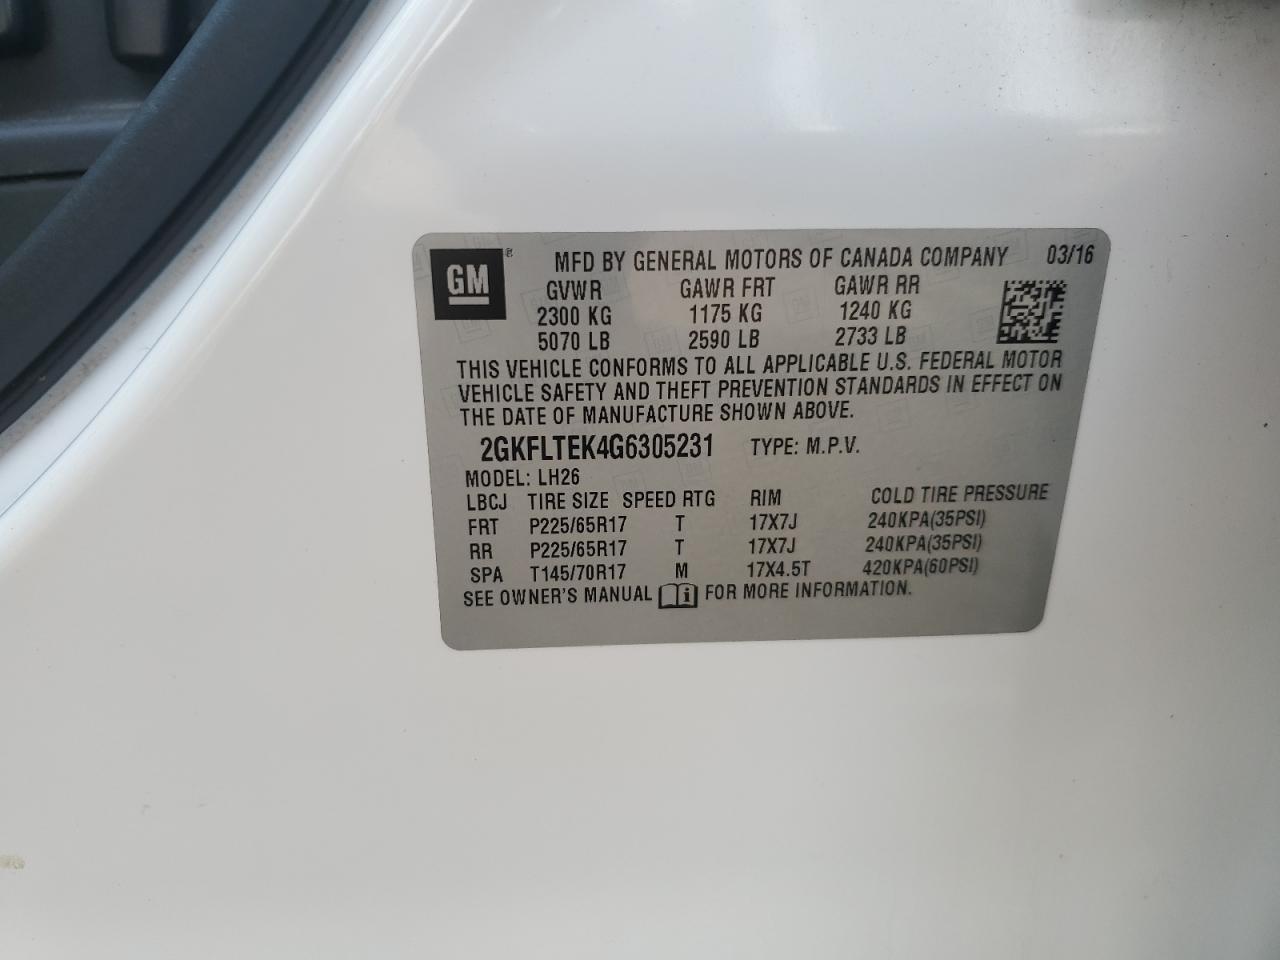 GM ®
MFD BY GENERAL MOTORS OF CANADA COMPANY 03/16
GVWR GAWR FRT GAWR RR
2300 KG 1175 KG 1240 KG
5070 LB 2590 LB 2733 LB
THIS VEHICLE CONFORMS TO ALL APPLICABLE U.S. FEDERAL MOTOR
VEHICLE SAFETY AND THEFT PREVENTION STANDARDS IN EFFECT ON
THE DATE OF MANUFACTURE SHOWN ABOVE.
2GKFLTEK4G6305231 TYPE: M.P.V.
MODEL: LH26
LBCJ TIRE SIZE SPEED RTG RIM COLD TIRE PRESSURE
FRT P225/65R17 T 17X7J 240KPA(35PSI)
RR P225/65R17 T 17X7J 240KPA(35PSI)
SPA T145/70R17 M 17X4.5T 420KPA(60PSI)
SEE OWNER'S MANUAL i FOR MORE INFORMATION.